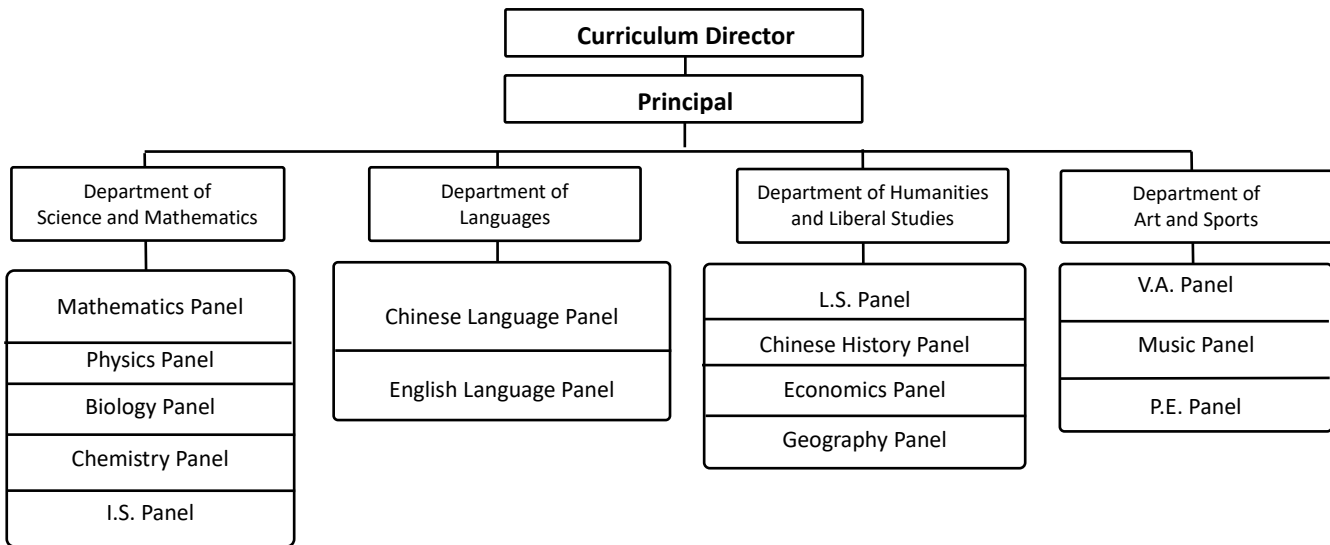 Curriculum Director
Principal
Department of
Science and Mathematics
Mathematics Panel
Physics Panel
Biology Panel
Chemistry Panel
I.S. Panel
Department of
Languages
Chinese Language Panel
English Language Panel
Department of Humanities
and Liberal Studies
L.S. Panel
Chinese History Panel
Economics Panel
Geography Panel
Department of
Art and Sports
V.A. Panel
Music Panel
P.E. Panel